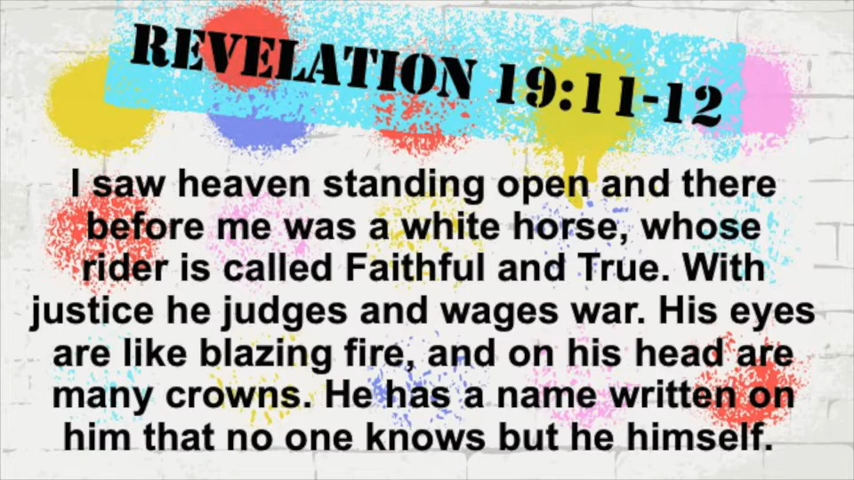 REVELATION 19:11-12
I saw heaven standing open and there
before me was a white horse, whose
rider is called Faithful and True. With
justice he judges and wages war. His eyes
are like blazing fire, and on his head are
many crowns. He has a name written on
him that no one knows but he himself.